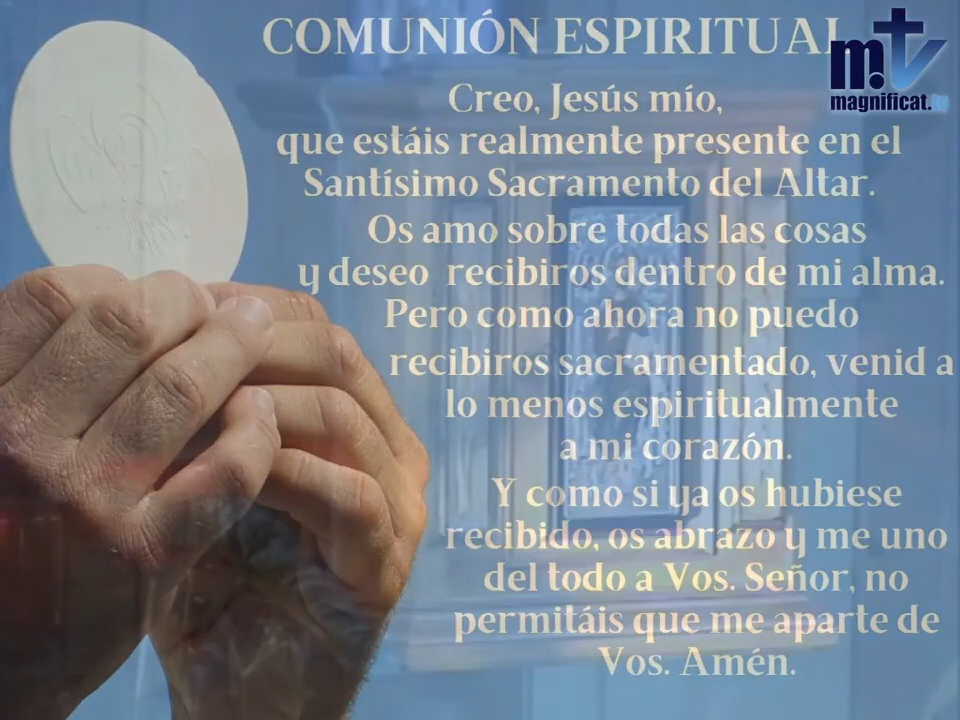 COMUNIÓN ESPIRITUAL
m.tv
magnificat.tv
Creo, Jesús mío,
que estáis realmente presente en el
Santísimo Sacramento del Altar.
Os amo sobre todas las cosas
y deseo recibiros dentro de mi alma.
Pero como ahora no puedo
recibiros sacramentado, venid a
lo menos espiritualmente
a mi corazón.
Y como si ya os hubiese
recibido, os abrazo y me uno
del todo a Vos. Señor, no
permitáis que me aparte de
Vos. Amén.